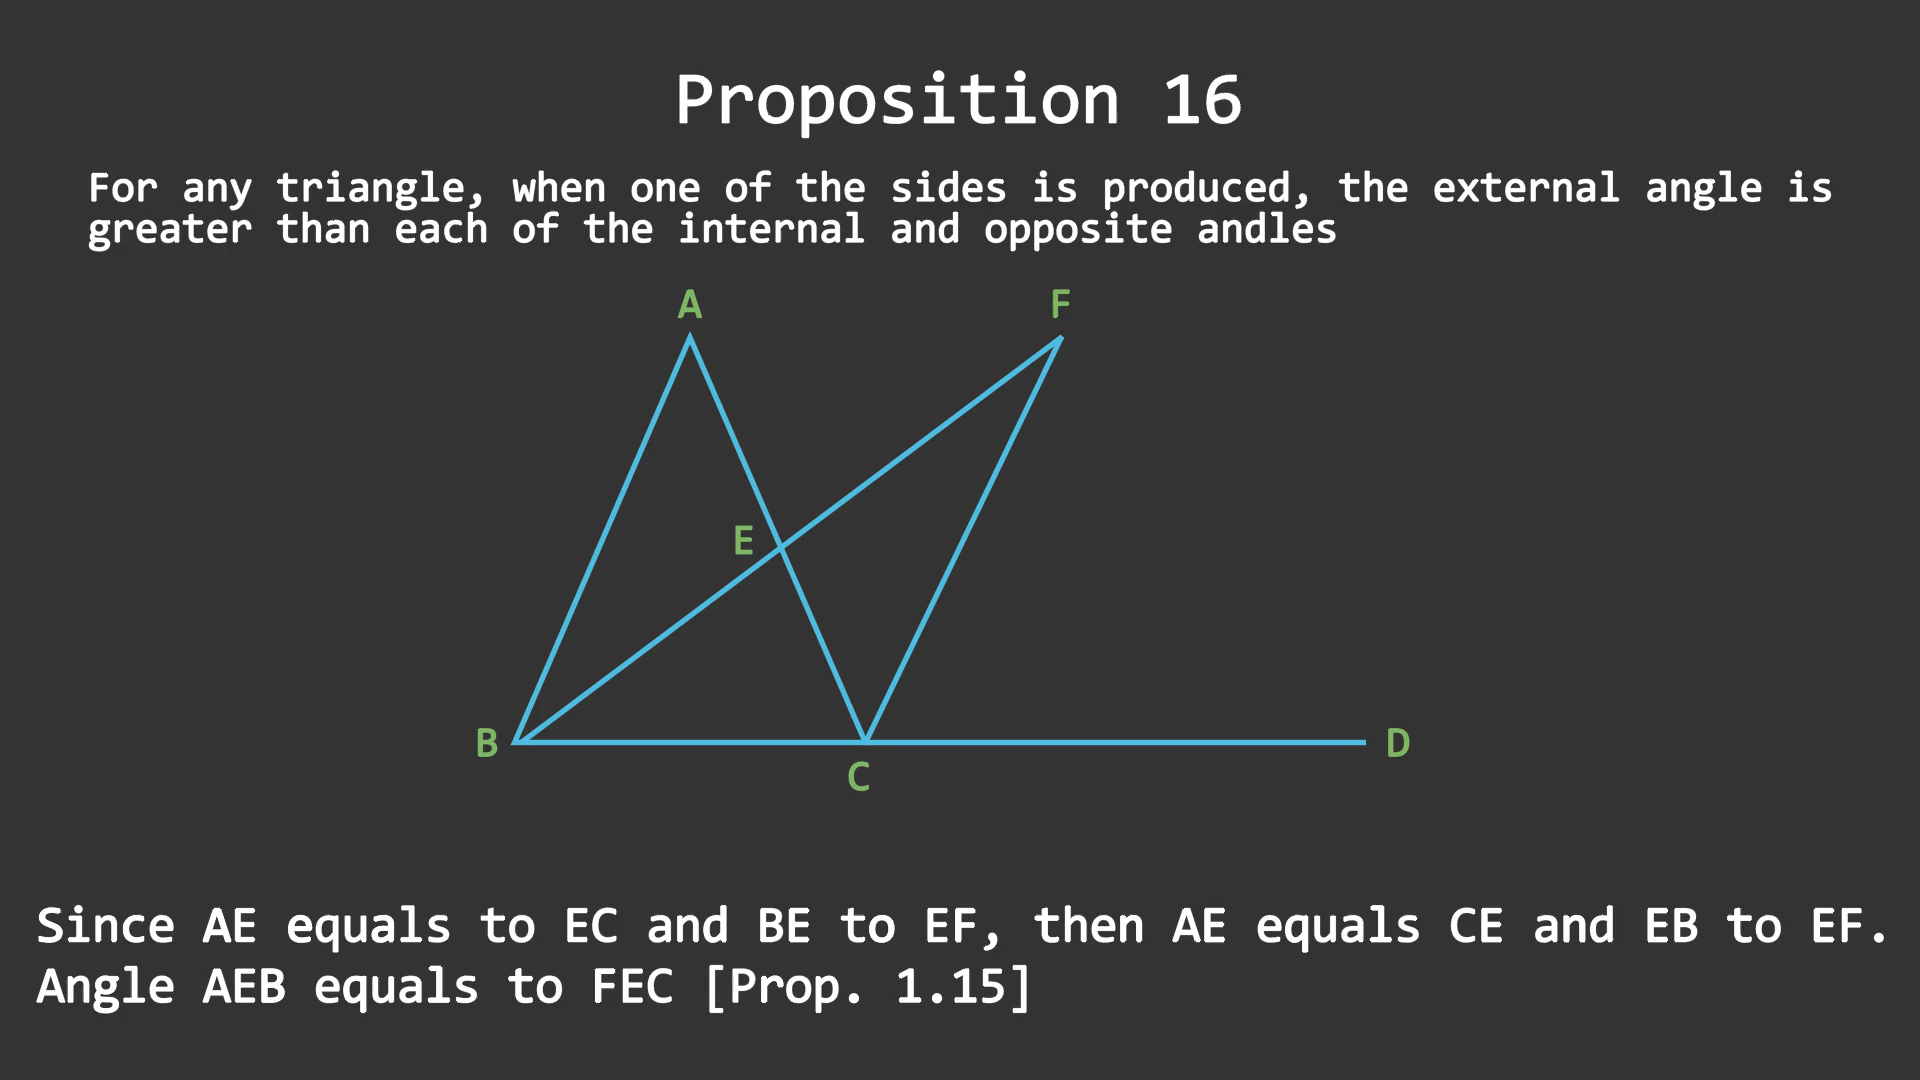 Proposition 16
For any triangle, when one of the sides is produced, the external angle is
greater than each of the internal and opposite andles
A F
E
B D
C
Since AE equals to EC and BE to EF, then AE equals CE and EB to EF.
Angle AEB equals to FEC [Prop. 1.15]